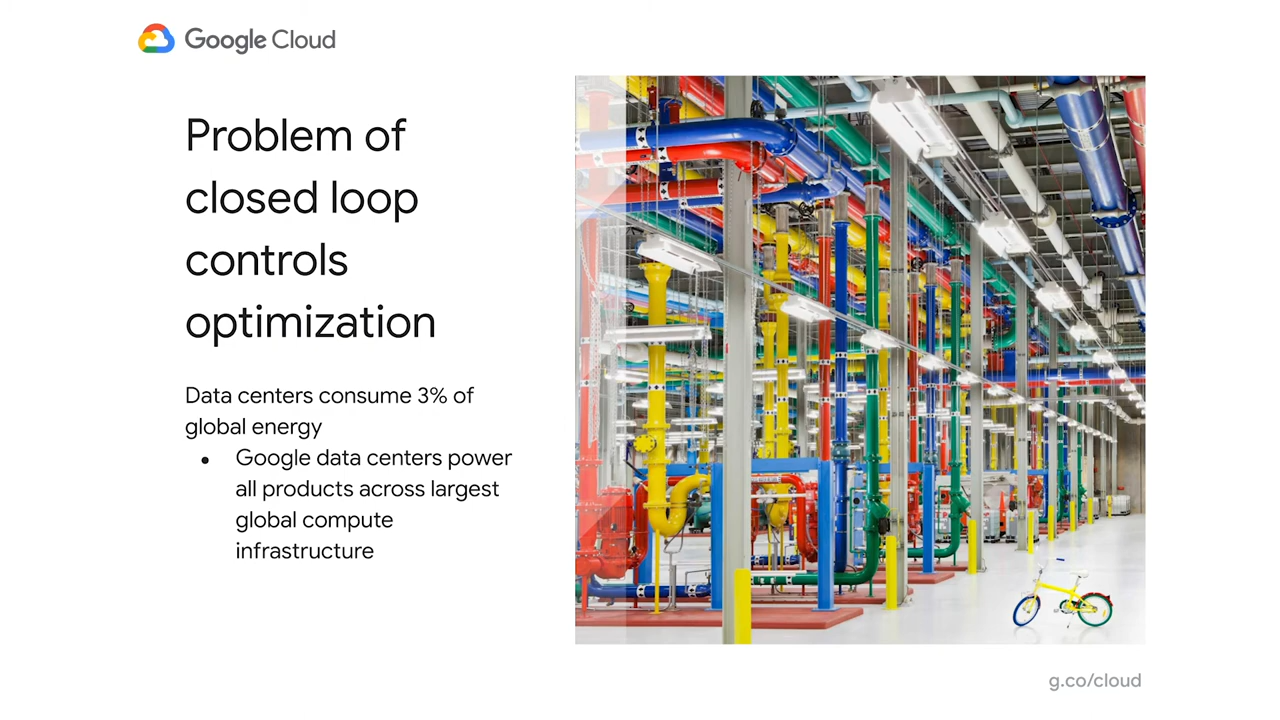 Google Cloud
Problem of
closed loop
controls
optimization
Data centers consume 3% of
global energy
• Google data centers power
all products across largest
global compute
infrastructure
g.co/cloud